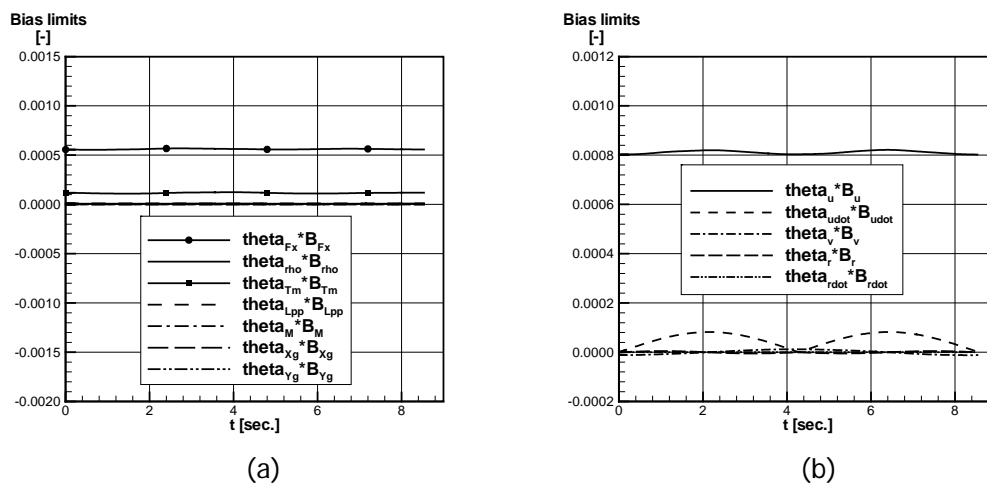 Bias limits
[-]
0.0015
0.0010
0.0005
0.0000
-0.0005
-0.0010
-0.0015
-0.0020
0 2 4 6 8
t [sec.]
theta_Fx*B_Fx
theta_rho*B_rho
theta_Tm*B_Tm
theta_Lpp*B_Lpp
theta_M*B_M
theta_Xg*B_Xg
theta_Yg*B_Yg
(a)
Bias limits
[-]
0.0012
0.0010
0.0008
0.0006
0.0004
0.0002
0.0000
-0.0002
0 2 4 6 8
t [sec.]
theta_u*B_u
theta_udot*B_udot
theta_v*B_v
theta_r*B_r
theta_rdot*B_rdot
(b)